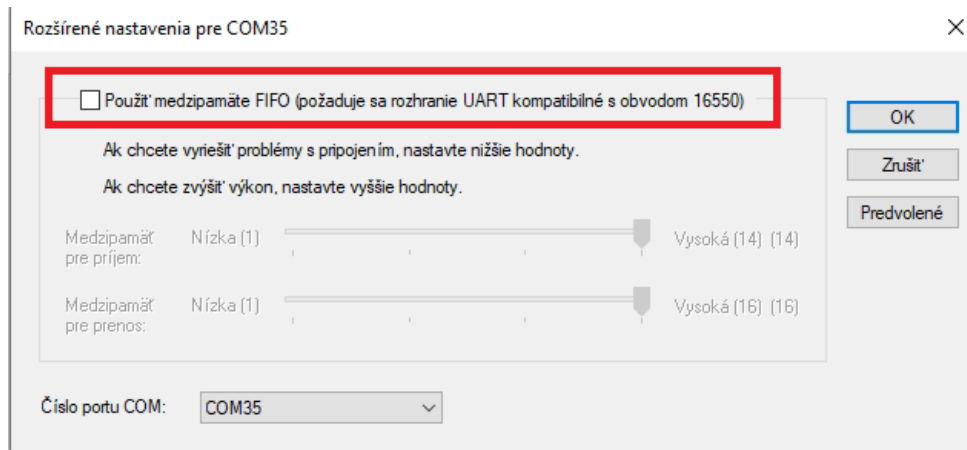 Rozšírené nastavenia pre COM35
Použiť medzipamäte FIFO (požaduje sa rozhranie UART kompatibilné s obvodom 16550)
OK
Ak chcete vyriešiť problémy s pripojením, nastavte nižšie hodnoty.
Zrušiť
Ak chcete zvýšiť výkon, nastavte vyššie hodnoty.
Predvolené
Medzipamäť
pre príjem:
Nízka (1)
Vysoká (14) (14)
Medzipamäť
pre prenos:
Nízka (1)
Vysoká (16) (16)
Číslo portu COM:
COM35